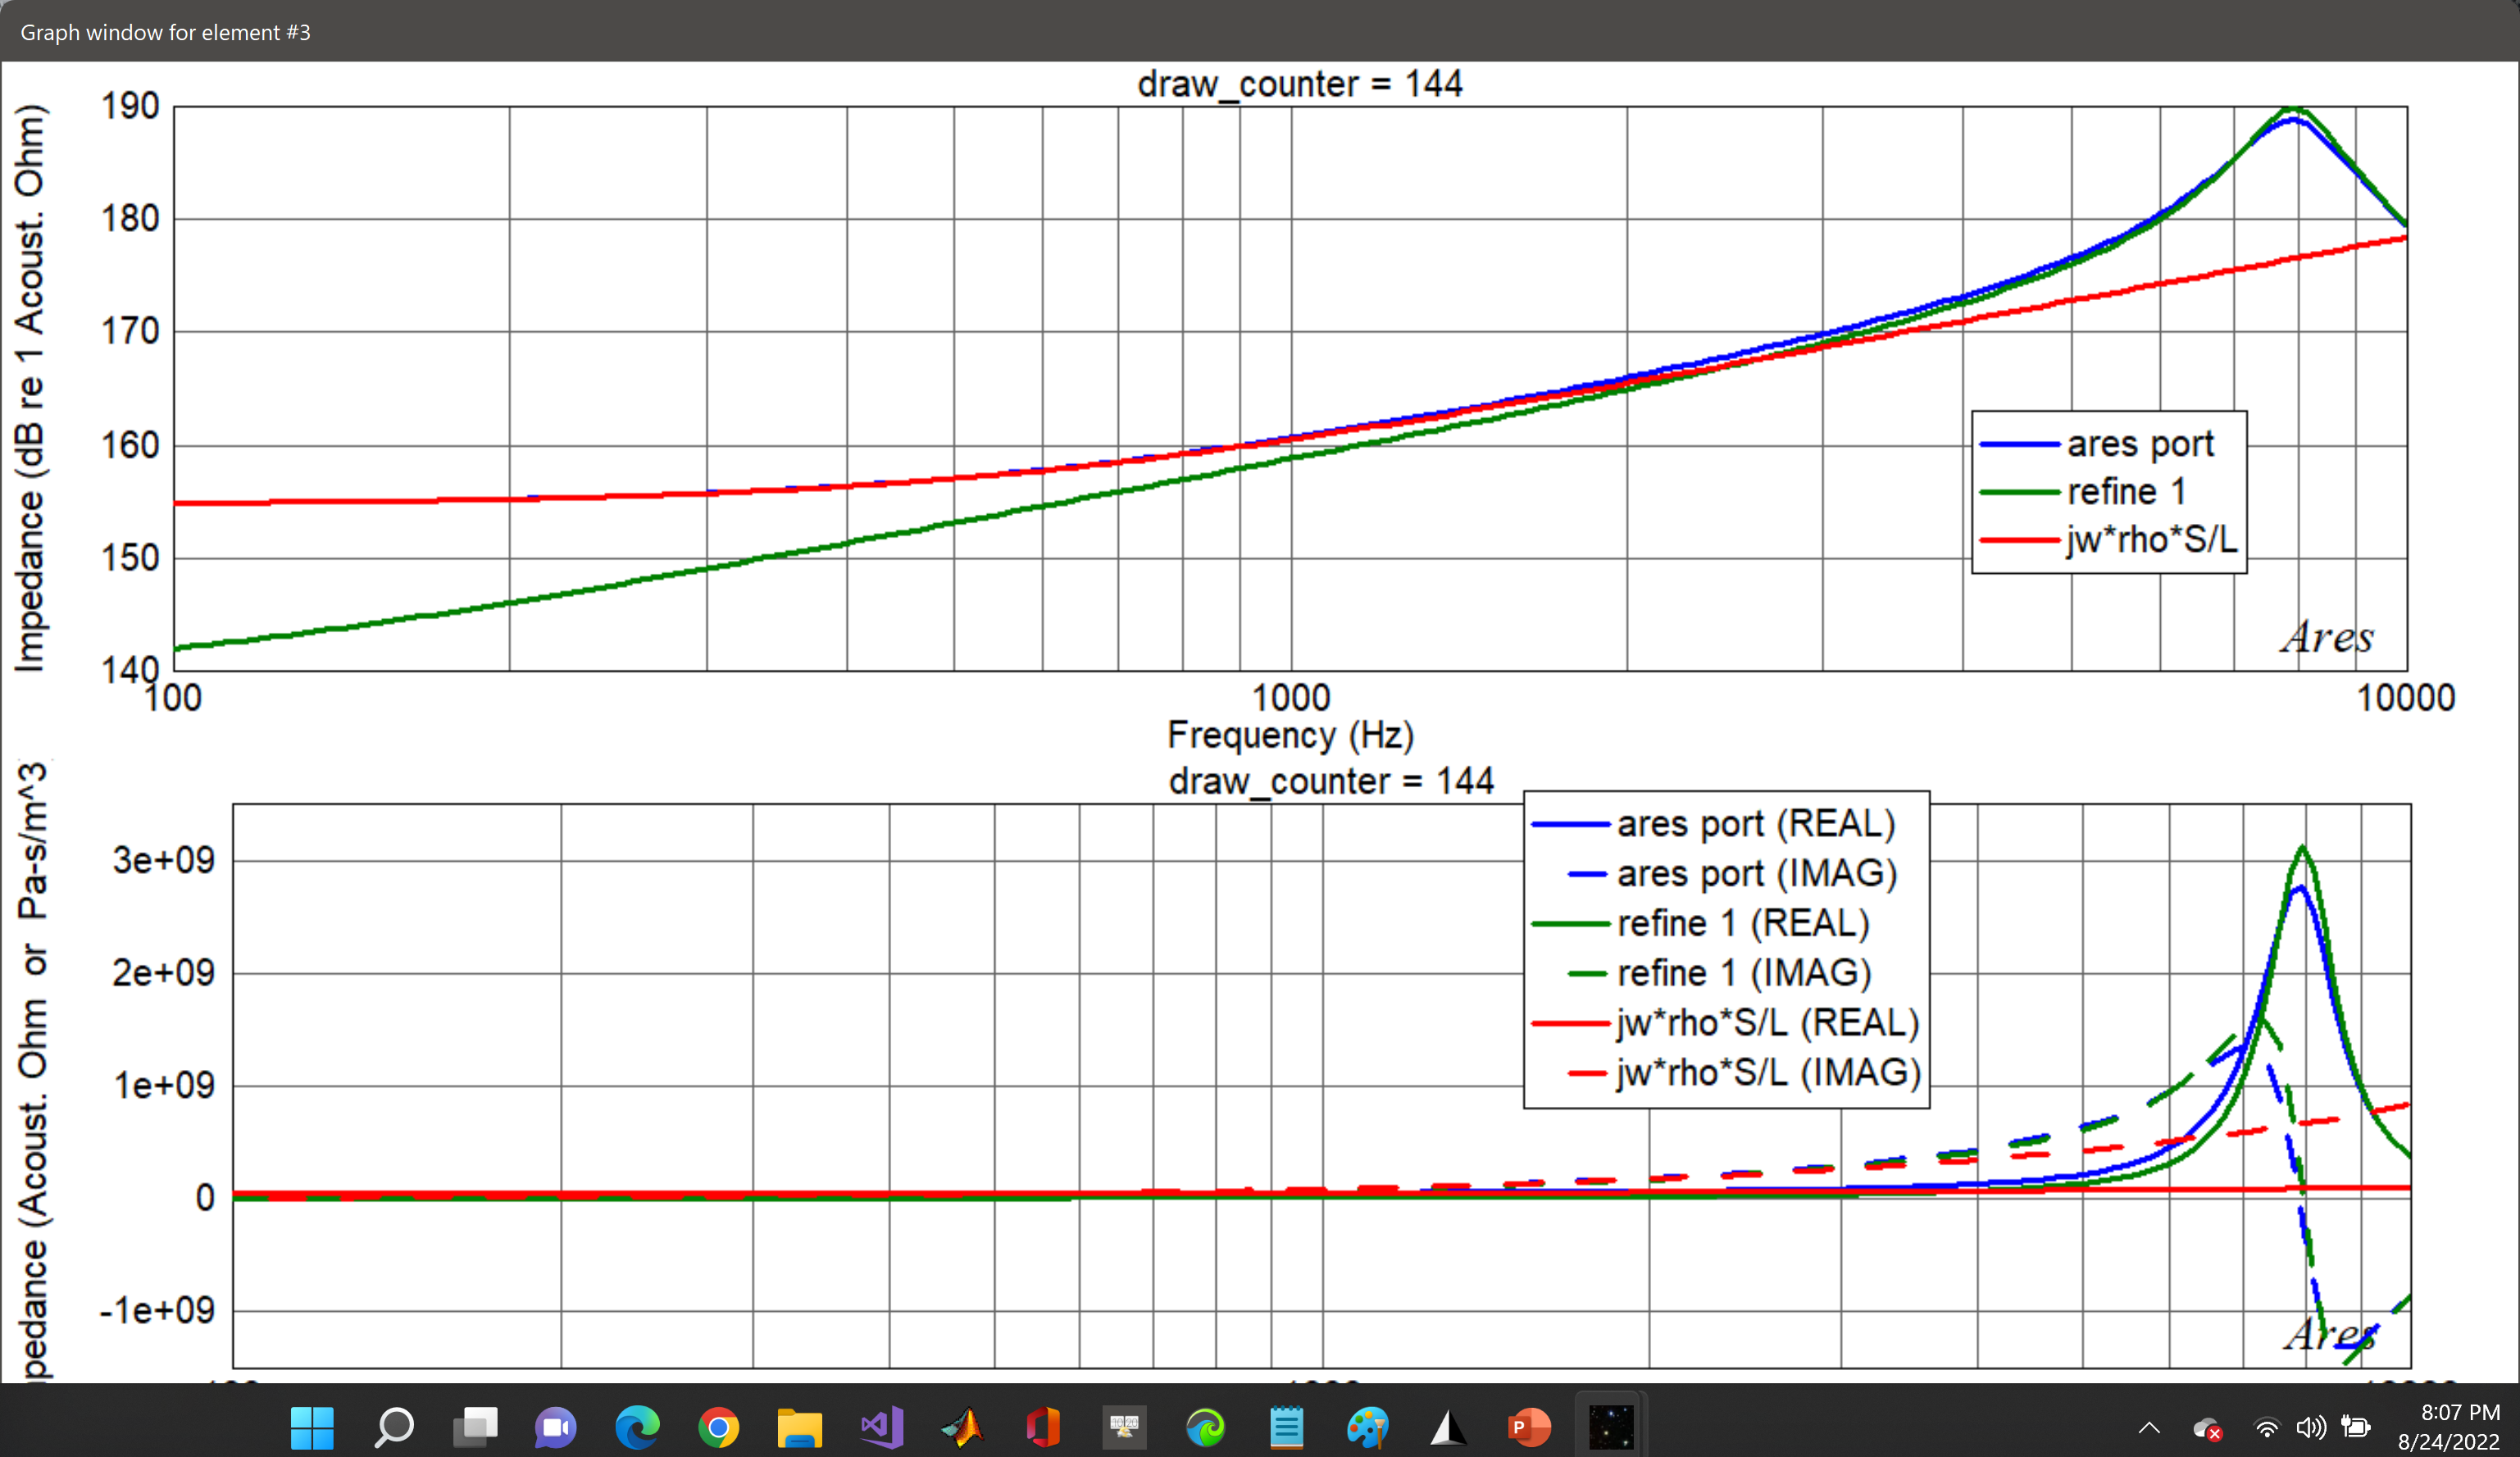 Graph window for element #3
draw_counter = 144
Impedance (dB re 1 Acoust. Ohm)
190
180
170
160
150
140
ares port
refine 1
jw*rho*S/L
Ares
100
1000
10000
Frequency (Hz)
draw_counter = 144
pedance (Acoust. Ohm or Pa-s/m^3
3e+09
2e+09
1e+09
0
-1e+09
ares port (REAL)
ares port (IMAG)
refine 1 (REAL)
refine 1 (IMAG)
jw*rho*S/L (REAL)
jw*rho*S/L (IMAG)
Ares
8:07 PM
8/24/2022